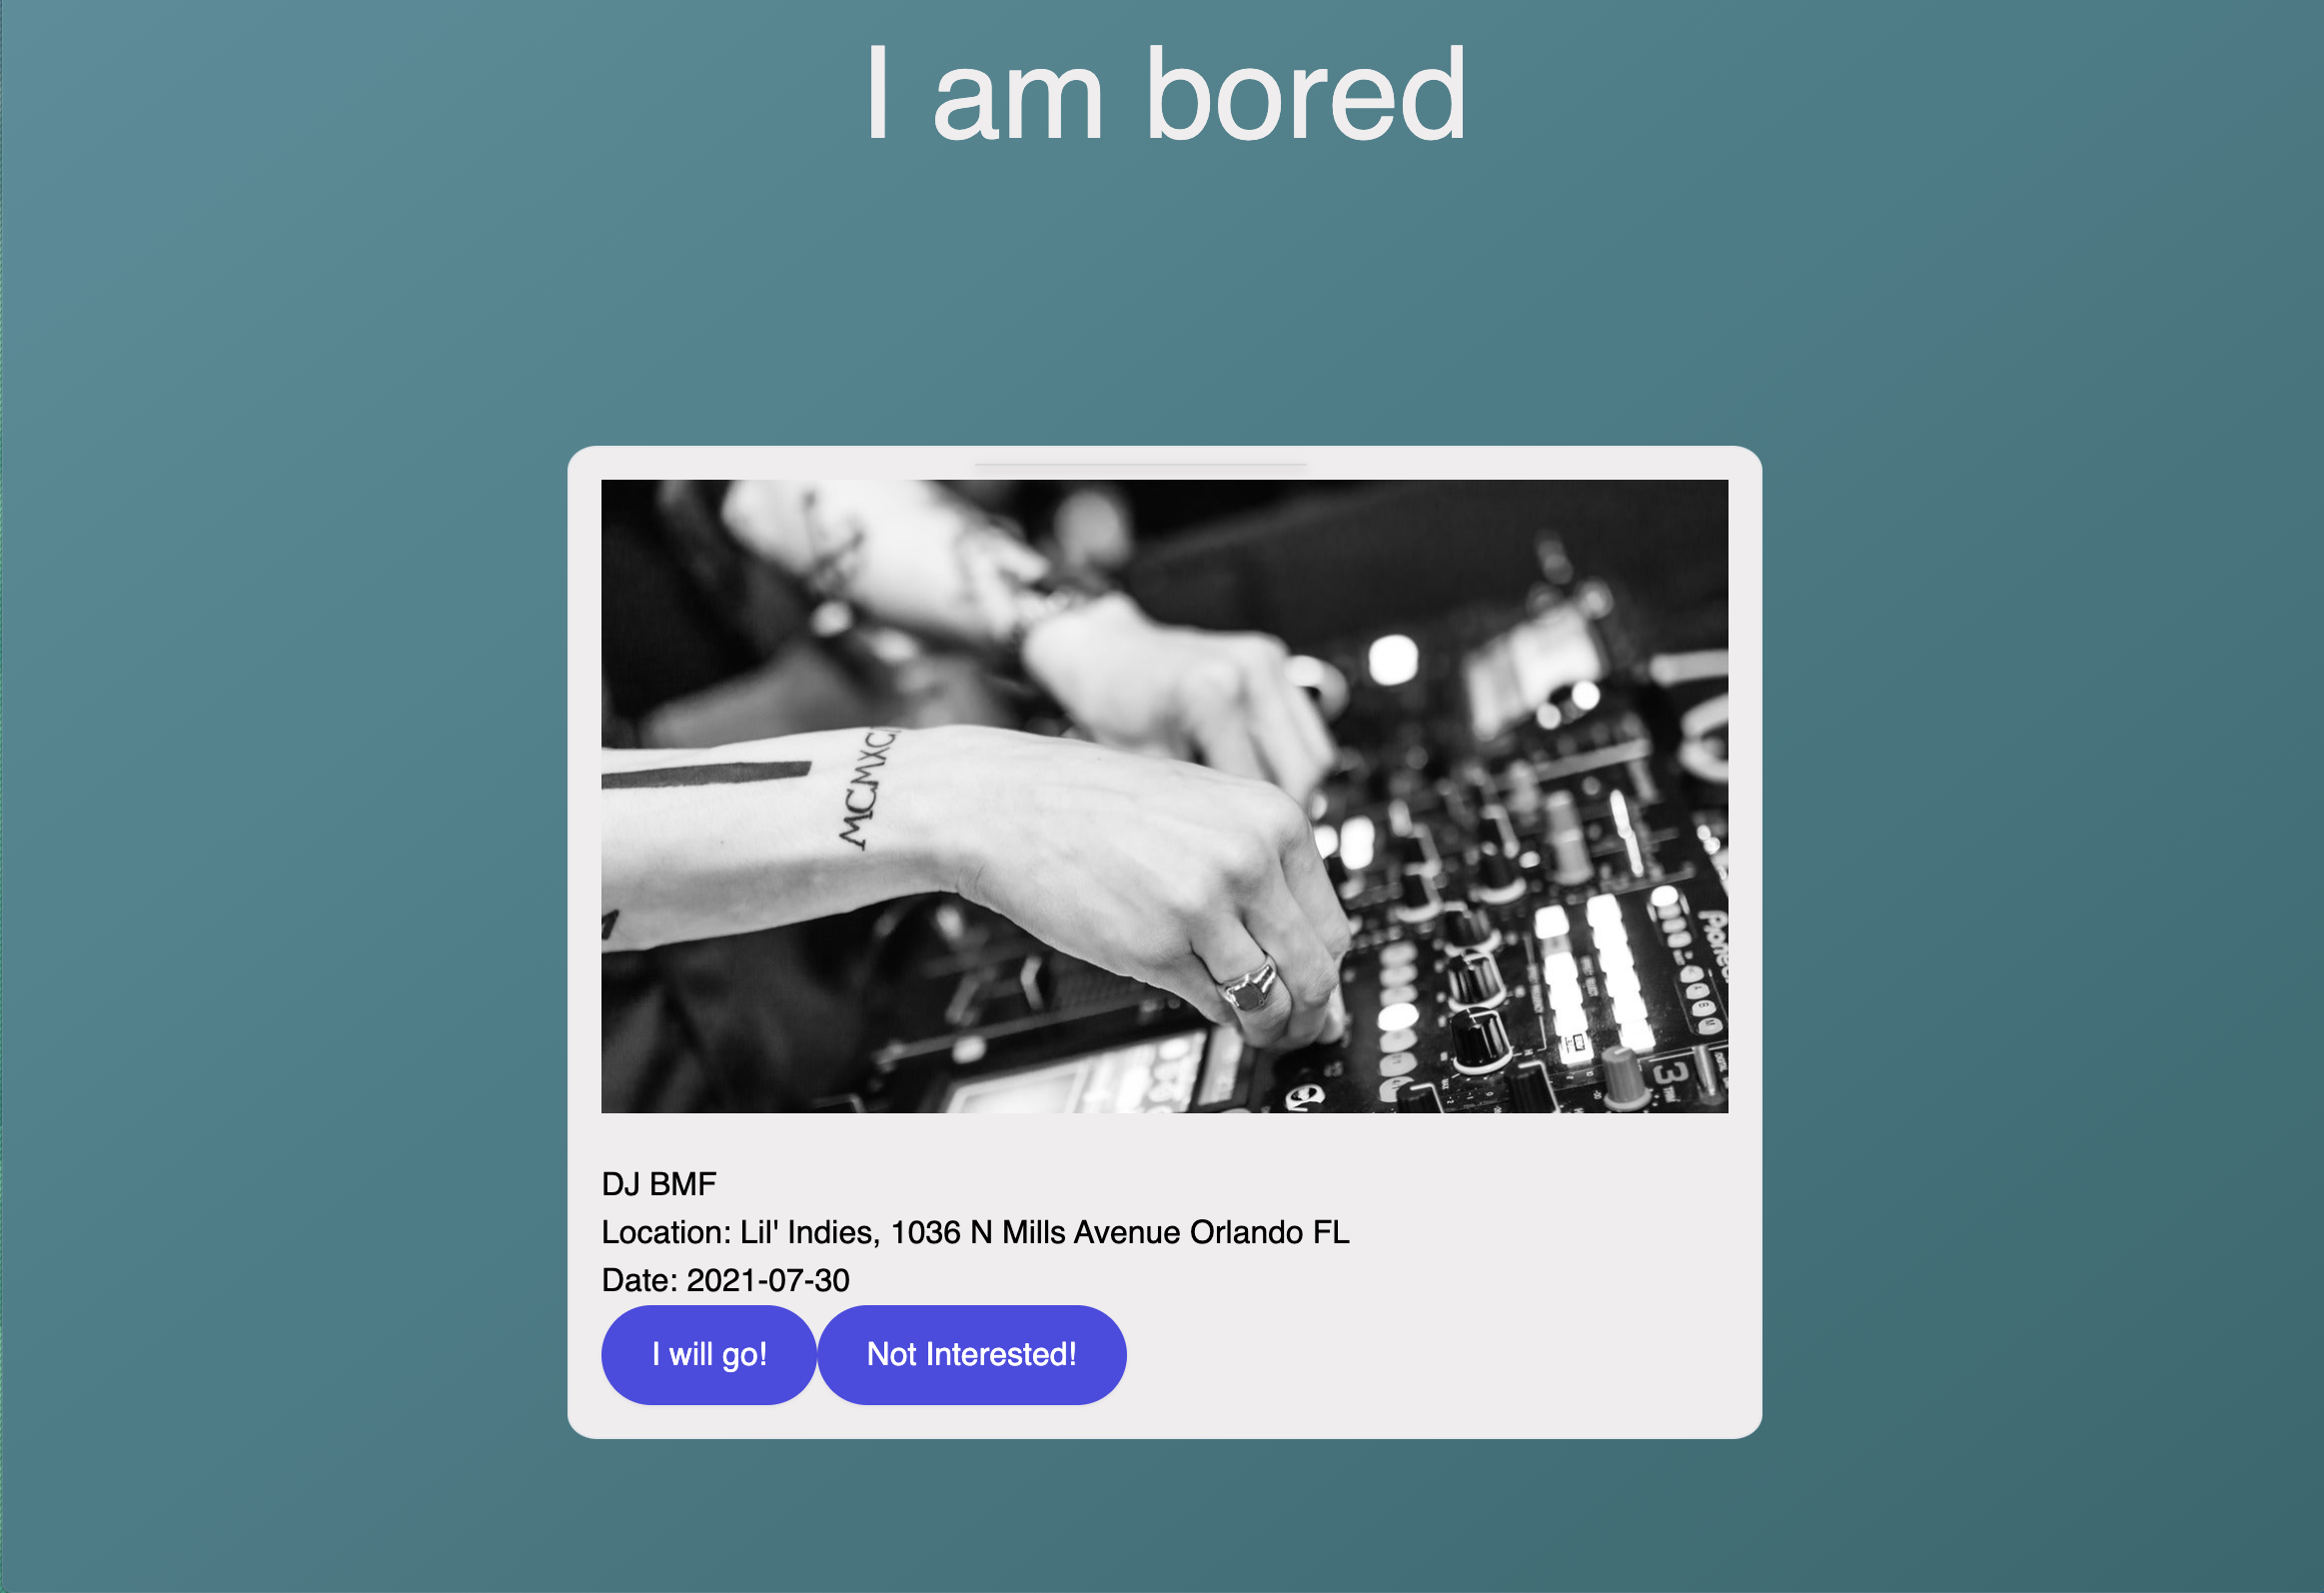 I am bored
MCMXC
DJ BMF
Location: Lil' Indies, 1036 N Mills Avenue Orlando FL
Date: 2021-07-30
I will go!
Not Interested!